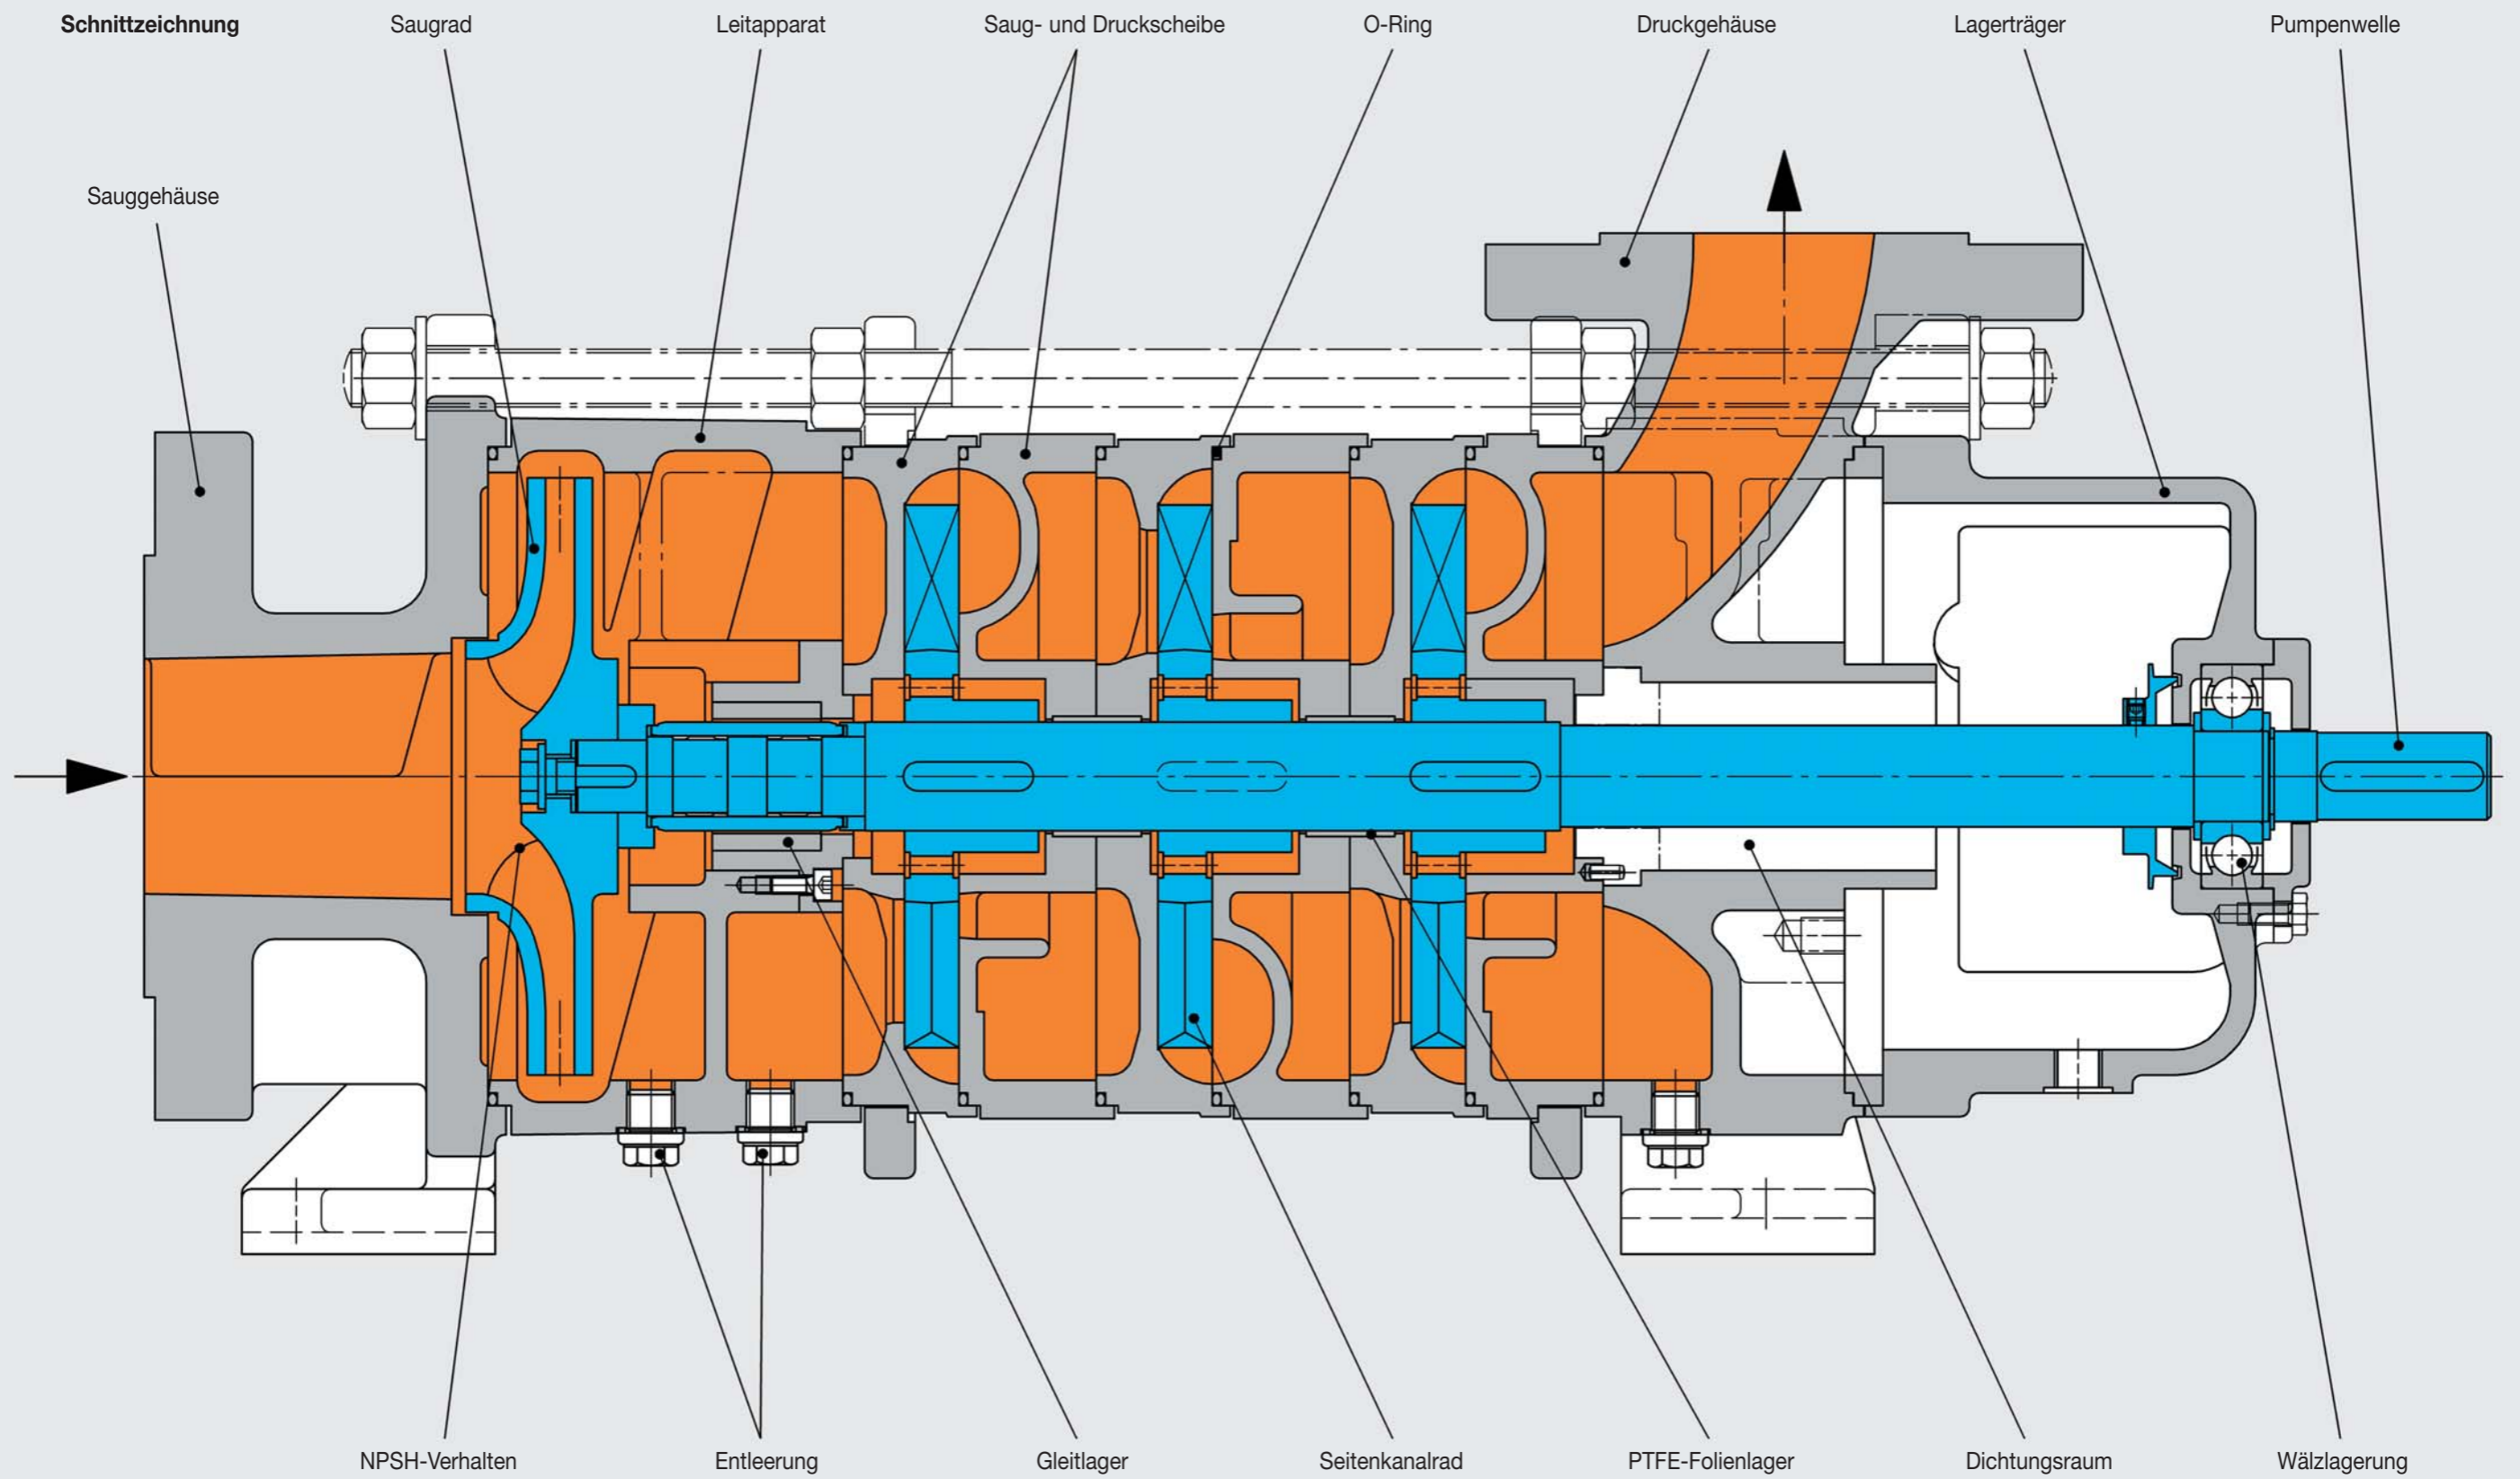 Schnittzeichnung
Saugrad
Leitapparat
Saug- und Druckscheibe
O-Ring
Druckgehäuse
Lagerträger
Pumpenwelle
Sauggehäuse
NPSH-Verhalten
Entleerung
Gleitlager
Seitenkanalrad
PTFE-Folienlager
Dichtungsraum
Wälzlagerung